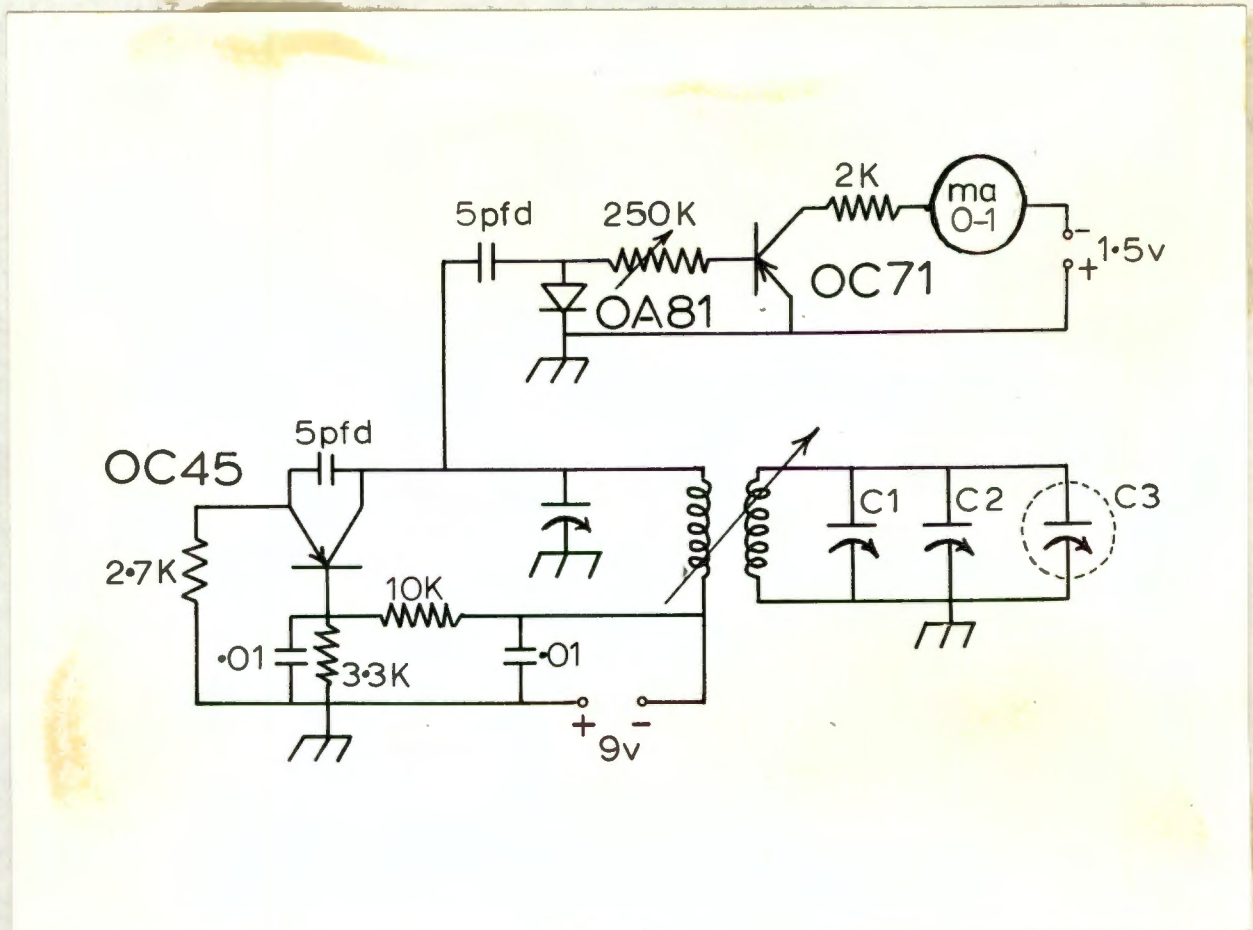 2K
ma
0-1
5pfd
250K
-
+
1·5v
OC71
OA81
5pfd
OC45
C1
C2
C3
2·7K
10K
·01
3·3K
·01
+
-
9v